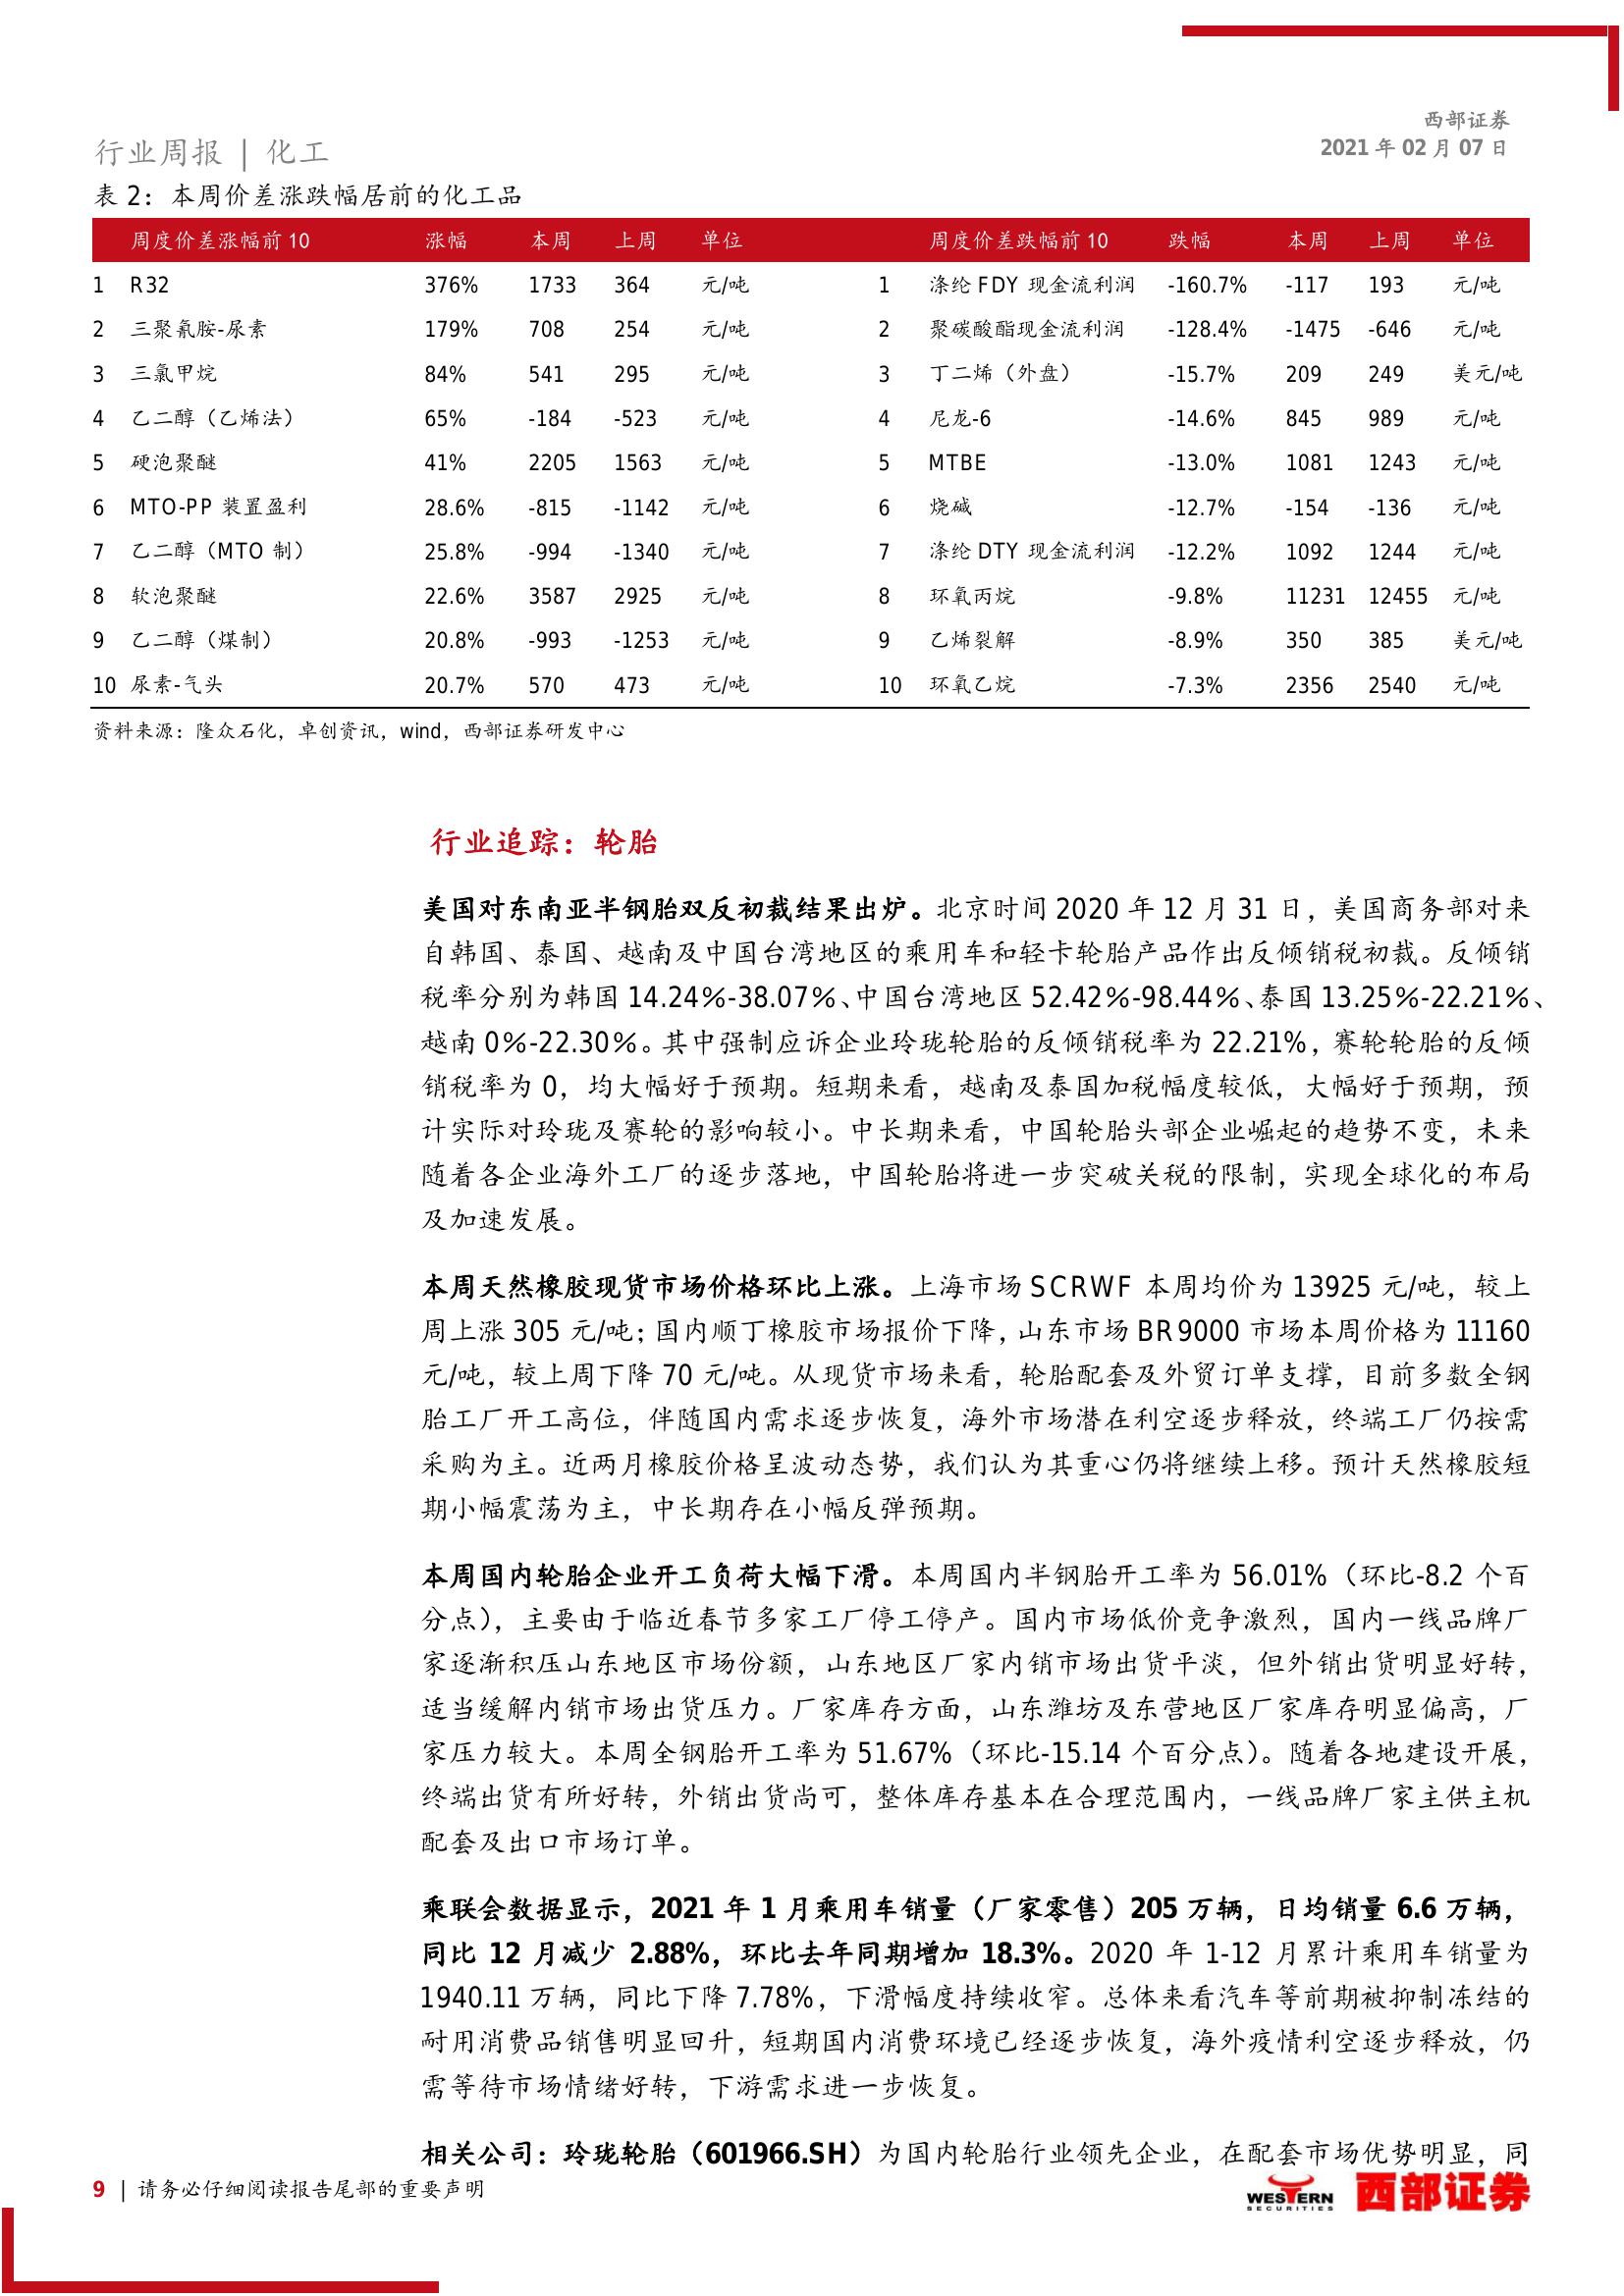 西部证券
2021 年 02 月 07 日
行业周报 | 化工
表 2：本周价差涨跌幅居前的化工品
周度价差涨幅前 10 涨幅 本周 上周 单位 周度价差跌幅前 10 跌幅 本周 上周 单位
1 R32 376% 1733 364 元/吨 1 涤纶 FDY 现金流利润 -160.7% -117 193 元/吨
2 三聚氰胺-尿素 179% 708 254 元/吨 2 聚碳酸酯现金流利润 -128.4% -1475 -646 元/吨
3 三氯甲烷 84% 541 295 元/吨 3 丁二烯（外盘） -15.7% 209 249 美元/吨
4 乙二醇（乙烯法） 65% -184 -523 元/吨 4 尼龙-6 -14.6% 845 989 元/吨
5 硬泡聚醚 41% 2205 1563 元/吨 5 MTBE -13.0% 1081 1243 元/吨
6 MTO-PP 装置盈利 28.6% -815 -1142 元/吨 6 烧碱 -12.7% -154 -136 元/吨
7 乙二醇（MTO 制） 25.8% -994 -1340 元/吨 7 涤纶 DTY 现金流利润 -12.2% 1092 1244 元/吨
8 软泡聚醚 22.6% 3587 2925 元/吨 8 环氧丙烷 -9.8% 11231 12455 元/吨
9 乙二醇（煤制） 20.8% -993 -1253 元/吨 9 乙烯裂解 -8.9% 350 385 美元/吨
10 尿素-气头 20.7% 570 473 元/吨 10 环氧乙烷 -7.3% 2356 2540 元/吨
资料来源：隆众石化，卓创资讯，wind，西部证券研发中心
行业追踪：轮胎
美国对东南亚半钢胎双反初裁结果出炉。北京时间 2020 年 12 月 31 日，美国商务部对来
自韩国、泰国、越南及中国台湾地区的乘用车和轻卡轮胎产品作出反倾销税初裁。反倾销
税率分别为韩国 14.24%-38.07%、中国台湾地区 52.42%-98.44%、泰国 13.25%-22.21%、
越南 0%-22.30%。其中强制应诉企业玲珑轮胎的反倾销税率为 22.21%，赛轮轮胎的反倾
销税率为 0，均大幅好于预期。短期来看，越南及泰国加税幅度较低，大幅好于预期，预
计实际对玲珑及赛轮的影响较小。中长期来看，中国轮胎头部企业崛起的趋势不变，未来
随着各企业海外工厂的逐步落地，中国轮胎将进一步突破关税的限制，实现全球化的布局
及加速发展。
本周天然橡胶现货市场价格环比上涨。上海市场 SCRWF 本周均价为 13925 元/吨，较上
周上涨 305 元/吨；国内顺丁橡胶市场报价下降，山东市场 BR9000 市场本周价格为 11160
元/吨，较上周下降 70 元/吨。从现货市场来看，轮胎配套及外贸订单支撑，目前多数全钢
胎工厂开工高位，伴随国内需求逐步恢复，海外市场潜在利空逐步释放，终端工厂仍按需
采购为主。近两月橡胶价格呈波动态势，我们认为其重心仍将继续上移。预计天然橡胶短
期小幅震荡为主，中长期存在小幅反弹预期。
本周国内轮胎企业开工负荷大幅下滑。本周国内半钢胎开工率为 56.01%（环比-8.2 个百
分点），主要由于临近春节多家工厂停工停产。国内市场低价竞争激烈，国内一线品牌厂
家逐渐积压山东地区市场份额，山东地区厂家内销市场出货平淡，但外销出货明显好转，
适当缓解内销市场出货压力。厂家库存方面，山东潍坊及东营地区厂家库存明显偏高，厂
家压力较大。本周全钢胎开工率为 51.67%（环比-15.14 个百分点）。随着各地建设开展，
终端出货有所好转，外销出货尚可，整体库存基本在合理范围内，一线品牌厂家主供主机
配套及出口市场订单。
乘联会数据显示，2021 年 1 月乘用车销量（厂家零售）205 万辆，日均销量 6.6 万辆，
同比 12 月减少 2.88%，环比去年同期增加 18.3%。2020 年 1-12 月累计乘用车销量为
1940.11 万辆，同比下降 7.78%，下滑幅度持续收窄。总体来看汽车等前期被抑制冻结的
耐用消费品销售明显回升，短期国内消费环境已经逐步恢复，海外疫情利空逐步释放，仍
需等待市场情绪好转，下游需求进一步恢复。
相关公司：玲珑轮胎（601966.SH）为国内轮胎行业领先企业，在配套市场优势明显，同
9 | 请务必仔细阅读报告尾部的重要声明
WESTERN
SECURITIES
西部证券